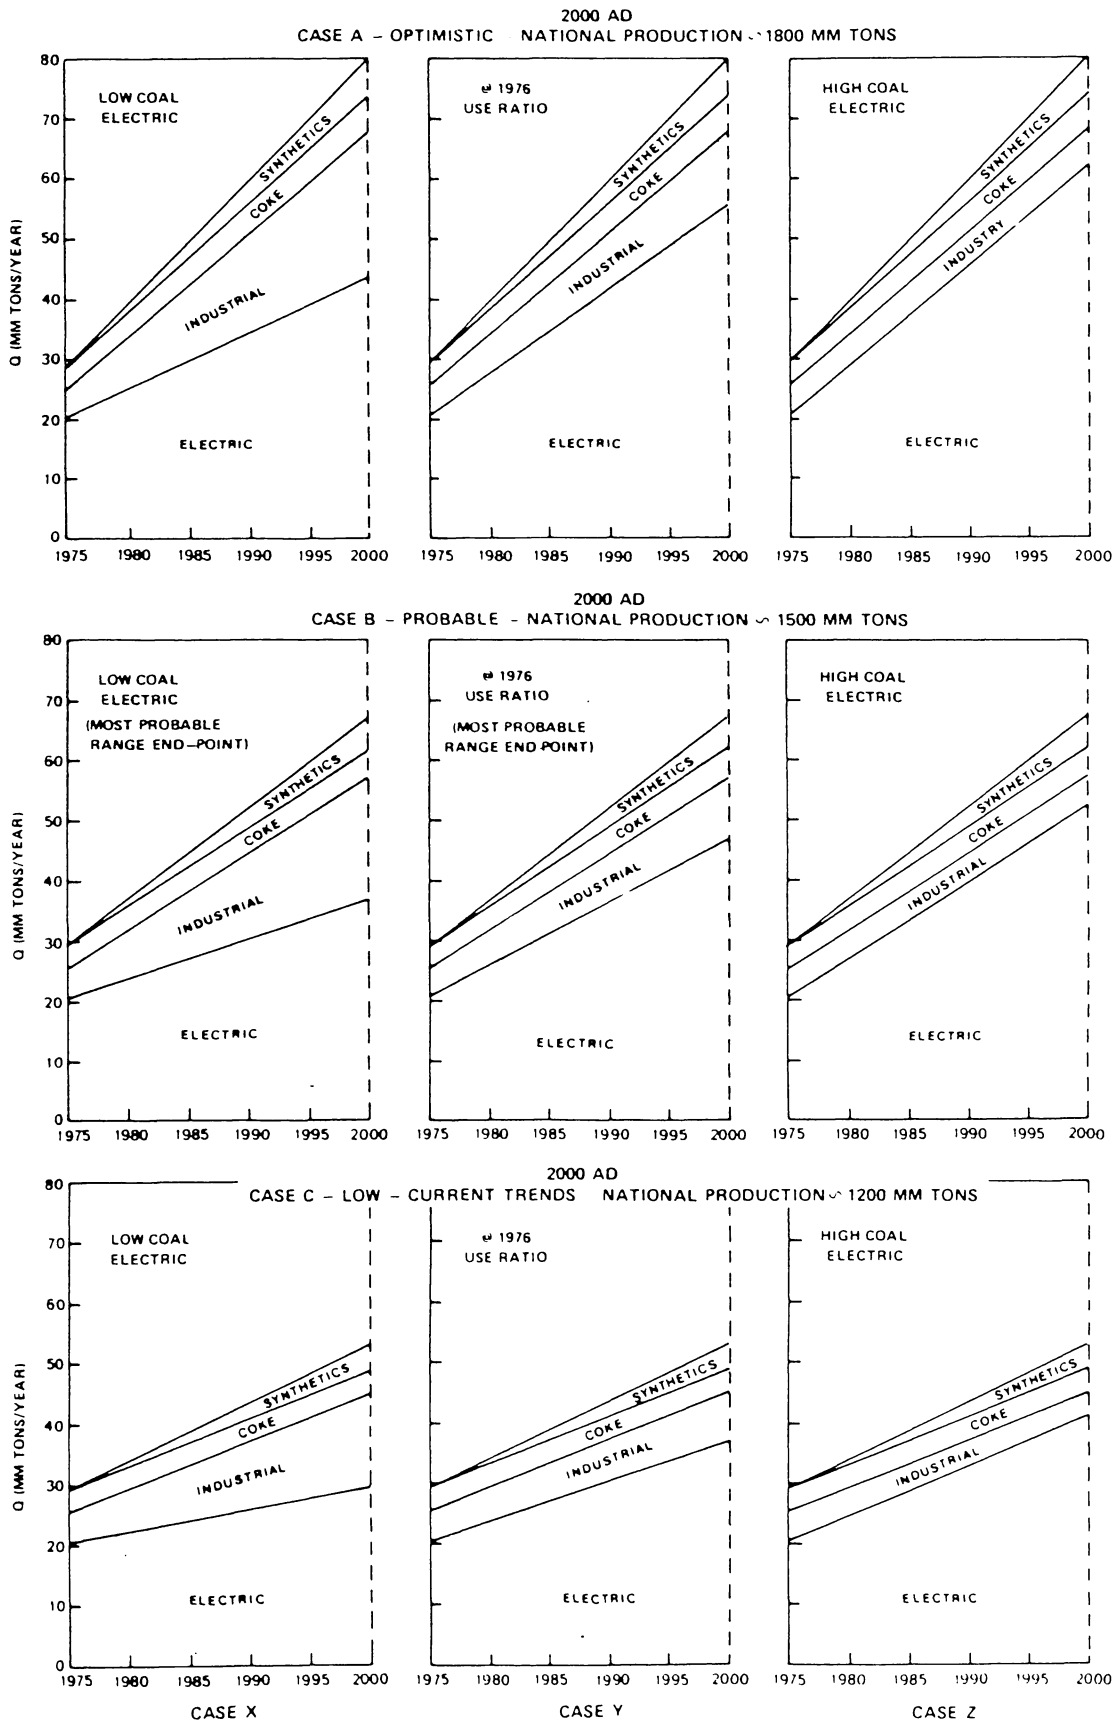 2000 AD
CASE A – OPTIMISTIC NATIONAL PRODUCTION ~ 1800 MM TONS
Q (MM TONS/YEAR)
80
70
60
50
40
30
20
10
0
LOW COAL
ELECTRIC
SYNTHETICS
COKE
INDUSTRIAL
ELECTRIC
1975 1980 1985 1990 1995 2000
@ 1976
USE RATIO
SYNTHETICS
COKE
INDUSTRIAL
ELECTRIC
1975 1980 1985 1990 1995 2000
HIGH COAL
ELECTRIC
SYNTHETICS
COKE
INDUSTRY
ELECTRIC
1975 1980 1985 1990 1995 2000
2000 AD
CASE B – PROBABLE – NATIONAL PRODUCTION ~ 1500 MM TONS
Q (MM TONS/YEAR)
80
70
60
50
40
30
20
10
0
LOW COAL
ELECTRIC
(MOST PROBABLE
RANGE END–POINT)
SYNTHETICS
COKE
INDUSTRIAL
ELECTRIC
1975 1980 1985 1990 1995 2000
@ 1976
USE RATIO
(MOST PROBABLE
RANGE END-POINT)
SYNTHETICS
COKE
INDUSTRIAL
ELECTRIC
1975 1980 1985 1990 1995 2000
HIGH COAL
ELECTRIC
SYNTHETICS
COKE
INDUSTRIAL
ELECTRIC
1975 1980 1985 1990 1995 2000
2000 AD
CASE C – LOW – CURRENT TRENDS NATIONAL PRODUCTION ~ 1200 MM TONS
Q (MM TONS/YEAR)
80
70
60
50
40
30
20
10
0
LOW COAL
ELECTRIC
SYNTHETICS
COKE
INDUSTRIAL
ELECTRIC
1975 1980 1985 1990 1995 2000
CASE X
@ 1976
USE RATIO
SYNTHETICS
COKE
INDUSTRIAL
ELECTRIC
1975 1980 1985 1990 1995 2000
CASE Y
HIGH COAL
ELECTRIC
SYNTHETICS
COKE
INDUSTRIAL
ELECTRIC
1975 1980 1985 1990 1995 2000
CASE Z